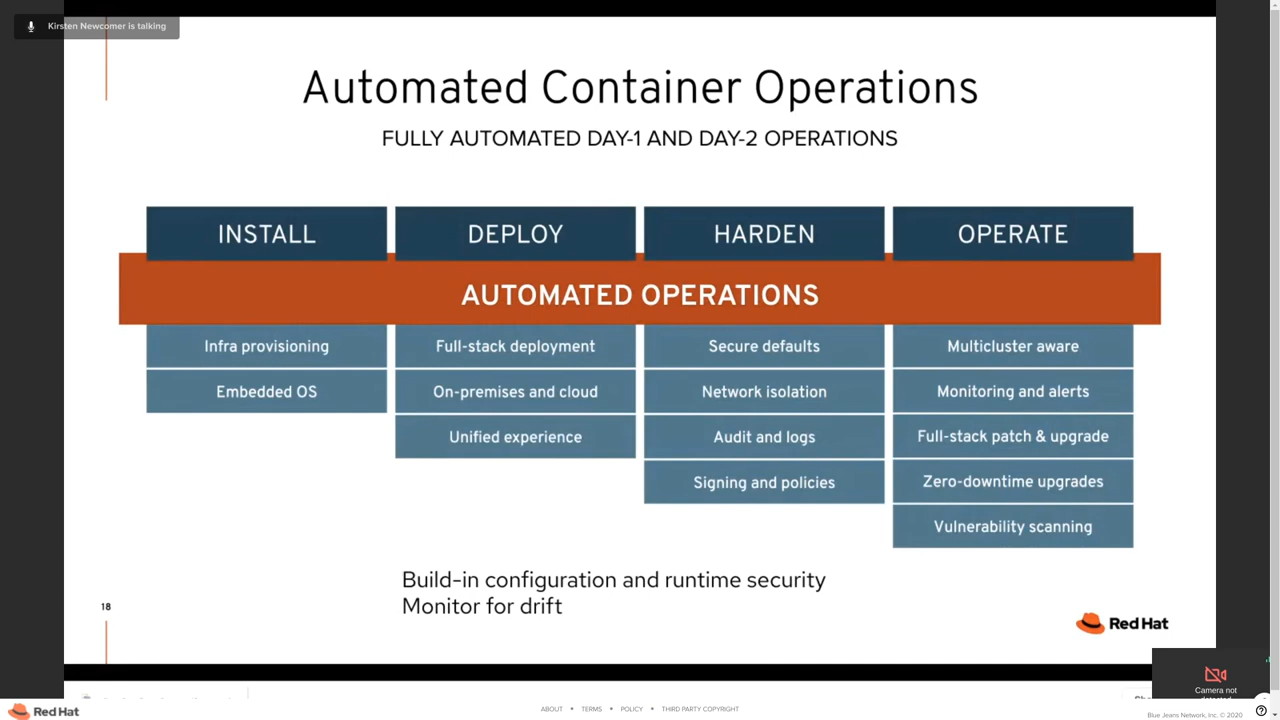 Kirsten Newcomer is talking
Automated Container Operations
FULLY AUTOMATED DAY-1 AND DAY-2 OPERATIONS
INSTALL
DEPLOY
HARDEN
OPERATE
AUTOMATED OPERATIONS
Infra provisioning
Embedded OS
Full-stack deployment
On-premises and cloud
Unified experience
Secure defaults
Network isolation
Audit and logs
Signing and policies
Multicluster aware
Monitoring and alerts
Full-stack patch & upgrade
Zero-downtime upgrades
Vulnerability scanning
Build-in configuration and runtime security
Monitor for drift
18
Red Hat
Camera not
Red Hat
ABOUT • TERMS • POLICY • THIRD PARTY COPYRIGHT
Blue Jeans Network, Inc. © 2020